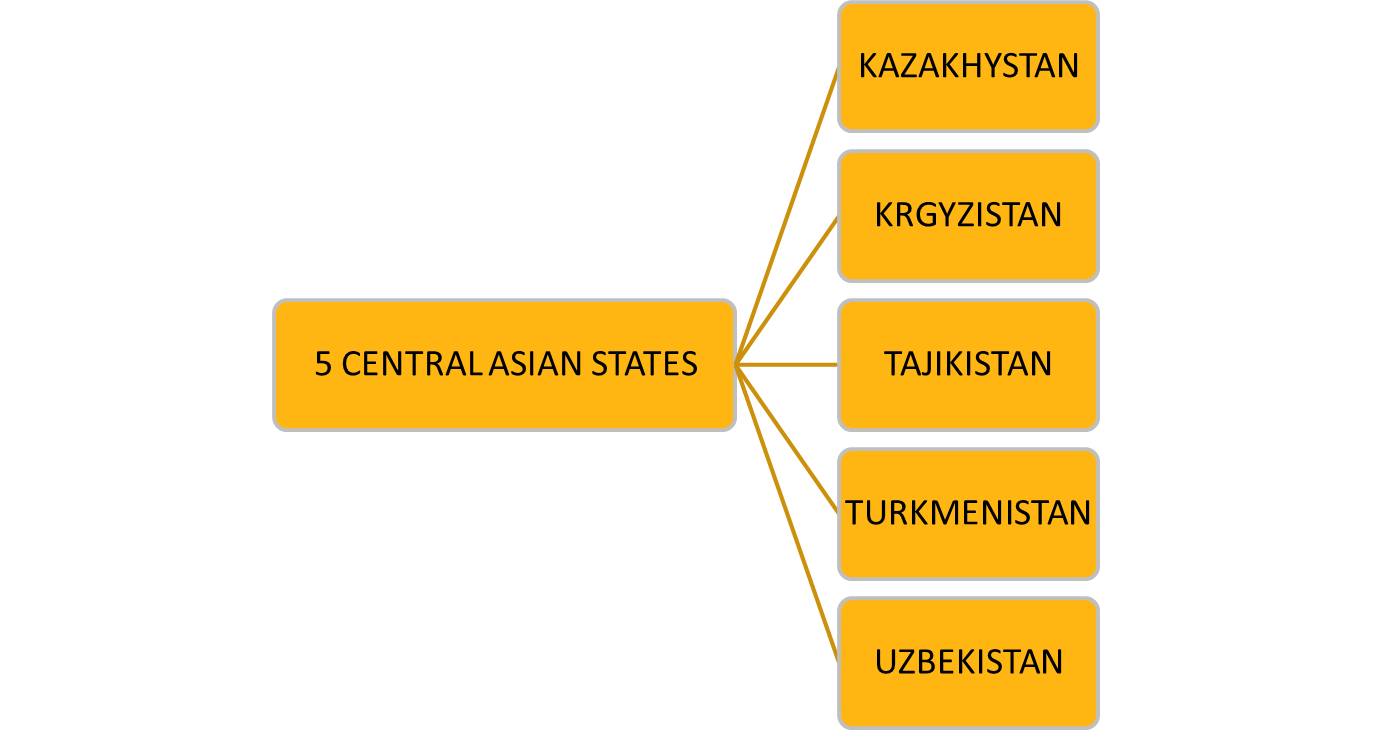 KAZAKHYSTAN
KRGYZISTAN
5 CENTRAL ASIAN STATES
TAJIKISTAN
TURKMENISTAN
UZBEKISTAN